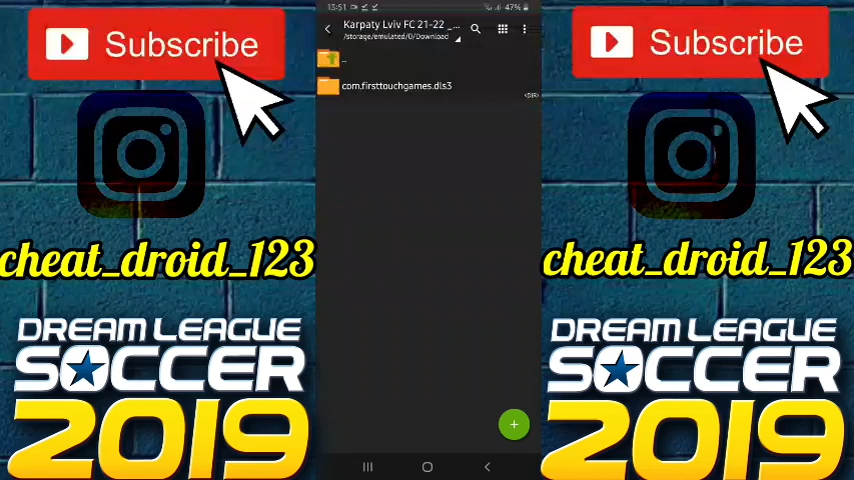 Subscribe
cheat_droid_123
DREAM LEAGUE
SOCCER
2019
13:51
47%
Karpaty Lviv FC 21-22 _...
/storage/emulated/0/Download
..
com.firsttouchgames.dls3
<DIR>
Subscribe
cheat_droid_123
DREAM LEAGUE
SOCCER
2019